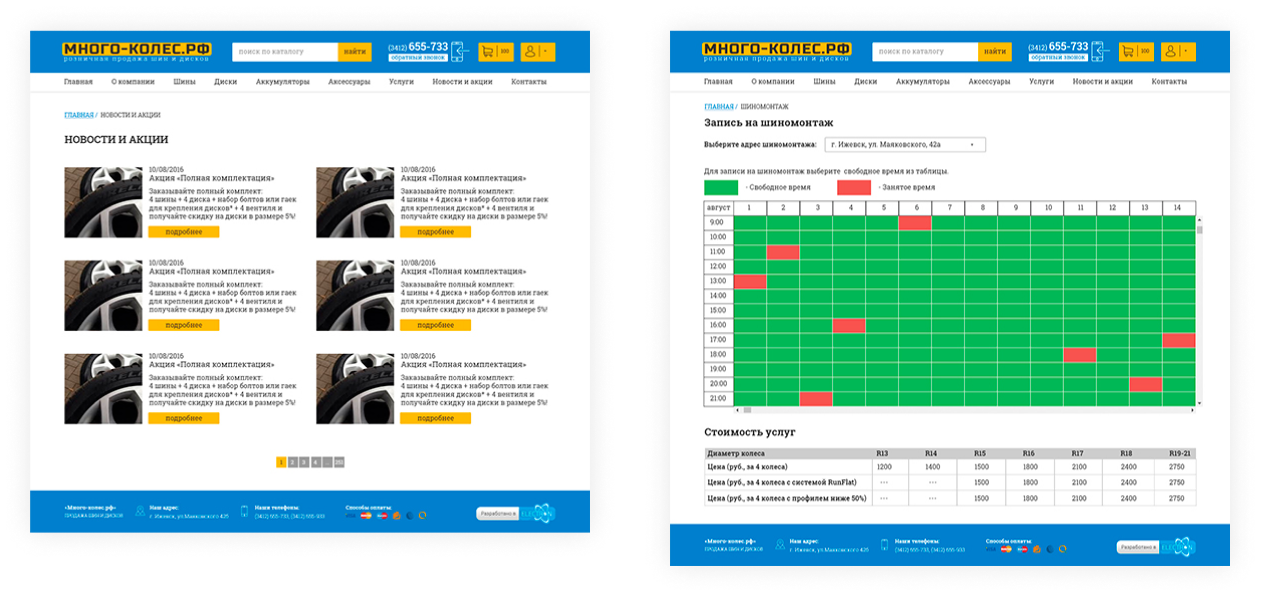 МНОГО-КОЛЕС.РФ
розничная продажа шин и дисков
поиск по каталогу
найти
(3412) 655-733
обратный звонок
100
Главная О компании Шины Диски Аккумуляторы Аксессуары Услуги Новости и акции Контакты
ГЛАВНАЯ / НОВОСТИ И АКЦИИ
НОВОСТИ И АКЦИИ
10/08/2016
Акция «Полная комплектация»
Заказывайте полный комплект:
4 шины + 4 диска + набор болтов или гаек
для крепления дисков* + 4 вентиля и
получайте скидку на диски в размере 5%!
подробнее
10/08/2016
Акция «Полная комплектация»
Заказывайте полный комплект:
4 шины + 4 диска + набор болтов или гаек
для крепления дисков* + 4 вентиля и
получайте скидку на диски в размере 5%!
подробнее
10/08/2016
Акция «Полная комплектация»
Заказывайте полный комплект:
4 шины + 4 диска + набор болтов или гаек
для крепления дисков* + 4 вентиля и
получайте скидку на диски в размере 5%!
подробнее
10/08/2016
Акция «Полная комплектация»
Заказывайте полный комплект:
4 шины + 4 диска + набор болтов или гаек
для крепления дисков* + 4 вентиля и
получайте скидку на диски в размере 5%!
подробнее
10/08/2016
Акция «Полная комплектация»
Заказывайте полный комплект:
4 шины + 4 диска + набор болтов или гаек
для крепления дисков* + 4 вентиля и
получайте скидку на диски в размере 5%!
подробнее
10/08/2016
Акция «Полная комплектация»
Заказывайте полный комплект:
4 шины + 4 диска + набор болтов или гаек
для крепления дисков* + 4 вентиля и
получайте скидку на диски в размере 5%!
подробнее
1 2 3 4 ...
«Много-колес.рф»
ПРОДАЖА ШИН И ДИСКОВ
Наш адрес:
г. Ижевск, ул.Маяковского
Наши телефоны:
(3412) 655-733, (3412)
Способы оплаты:
Разработано в
ELECTRON
МНОГО-КОЛЕС.РФ
розничная продажа шин и дисков
поиск по каталогу
найти
(3412) 655-733
обратный звонок
100
Главная О компании Шины Диски Аккумуляторы Аксессуары Услуги Новости и акции Контакты
ГЛАВНАЯ / ШИНОМОНТАЖ
Запись на шиномонтаж
Выберите адрес шиномонтажа: г. Ижевск, ул. Маяковского, 42а
Для записи на шиномонтаж выберите свободное время из таблицы.
- Свободное время - Занятое время
август 1 2 3 4 5 6 7 8 9 10 11 12 13 14
9:00
10:00
11:00
12:00
13:00
14:00
15:00
16:00
17:00
18:00
19:00
20:00
21:00
Стоимость услуг
Диаметр колеса R13 R14 R15 R16 R17 R18 R19-21
Цена (руб., за 4 колеса) 1200 1400 1500 1800 2100 2400 2750
Цена (руб., за 4 колеса с системой RunFlat) --- --- 1500 1800 2100 2400 2750
Цена (руб., за 4 колеса с профилем ниже 50%) --- --- 1500 1800 2100 2400 2750
«Много-колес.рф»
ПРОДАЖА ШИН И ДИСКОВ
Наш адрес:
г. Ижевск, ул.Маяковского
Наши телефоны:
(3412) 655-733, (3412)
Способы оплаты:
Разработано в
ELECTRON